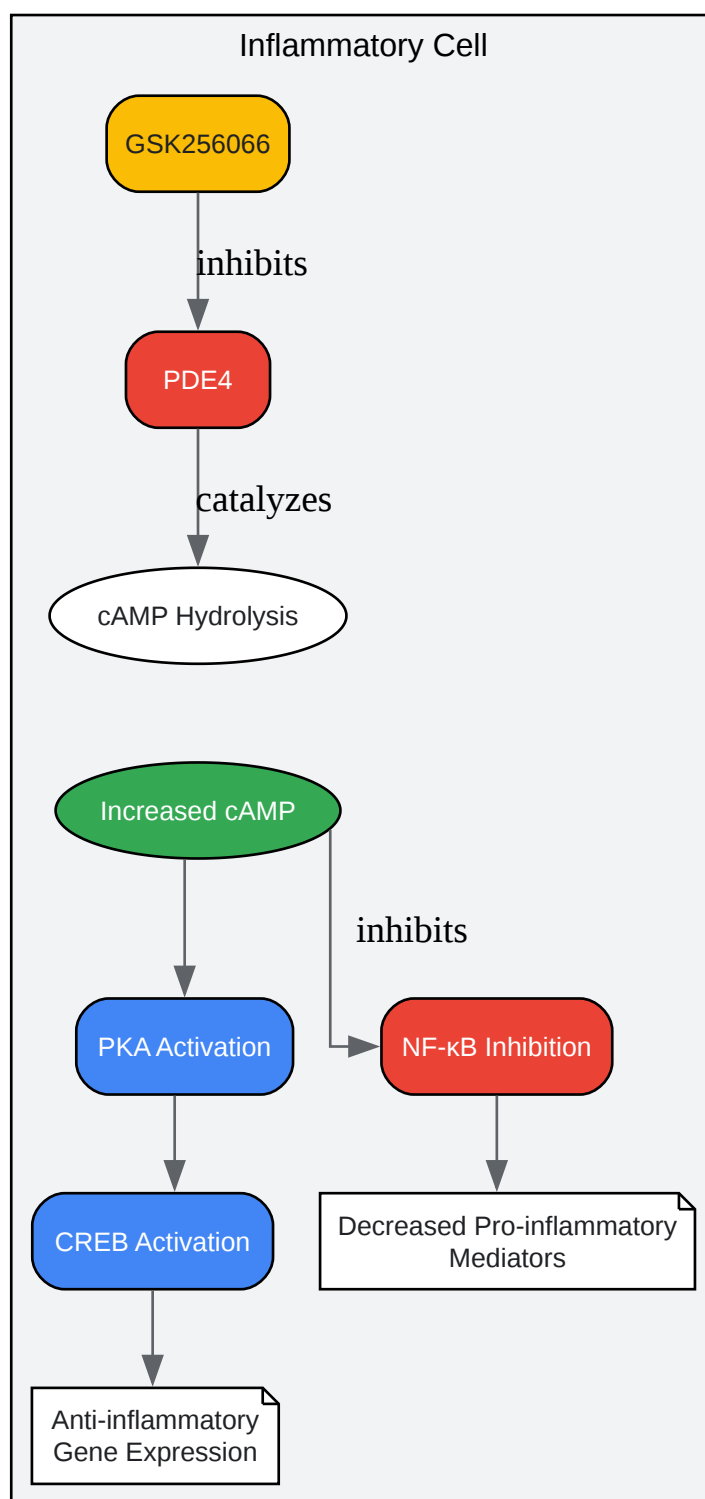 Inflammatory Cell
GSK256066
inhibits
PDE4
catalyzes
cAMP Hydrolysis
Increased cAMP
inhibits
PKA Activation
NF-κB Inhibition
CREB Activation
Decreased Pro-inflammatory
Mediators
Anti-inflammatory
Gene Expression